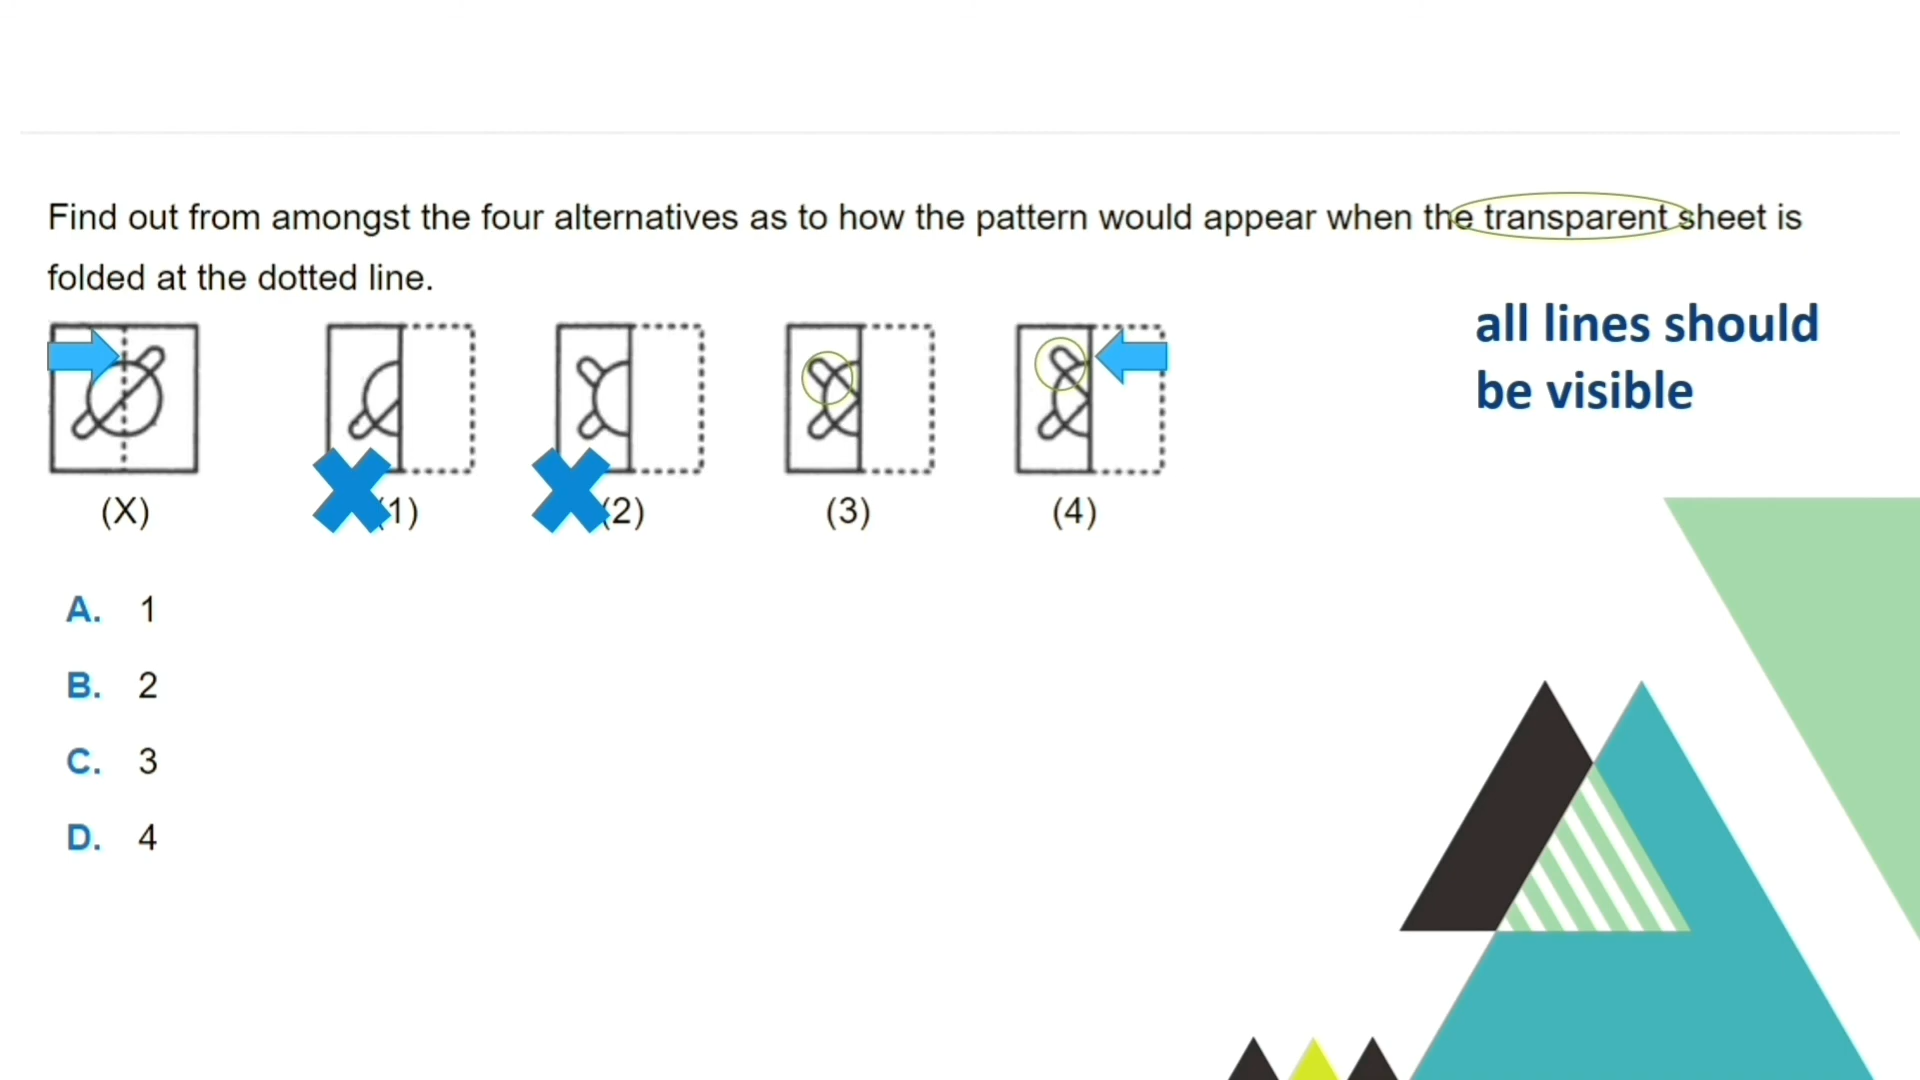 Find out from amongst the four alternatives as to how the pattern would appear when the transparent sheet is
folded at the dotted line.
all lines should
be visible
(X) (1) (2) (3) (4)
A. 1
B. 2
C. 3
D. 4